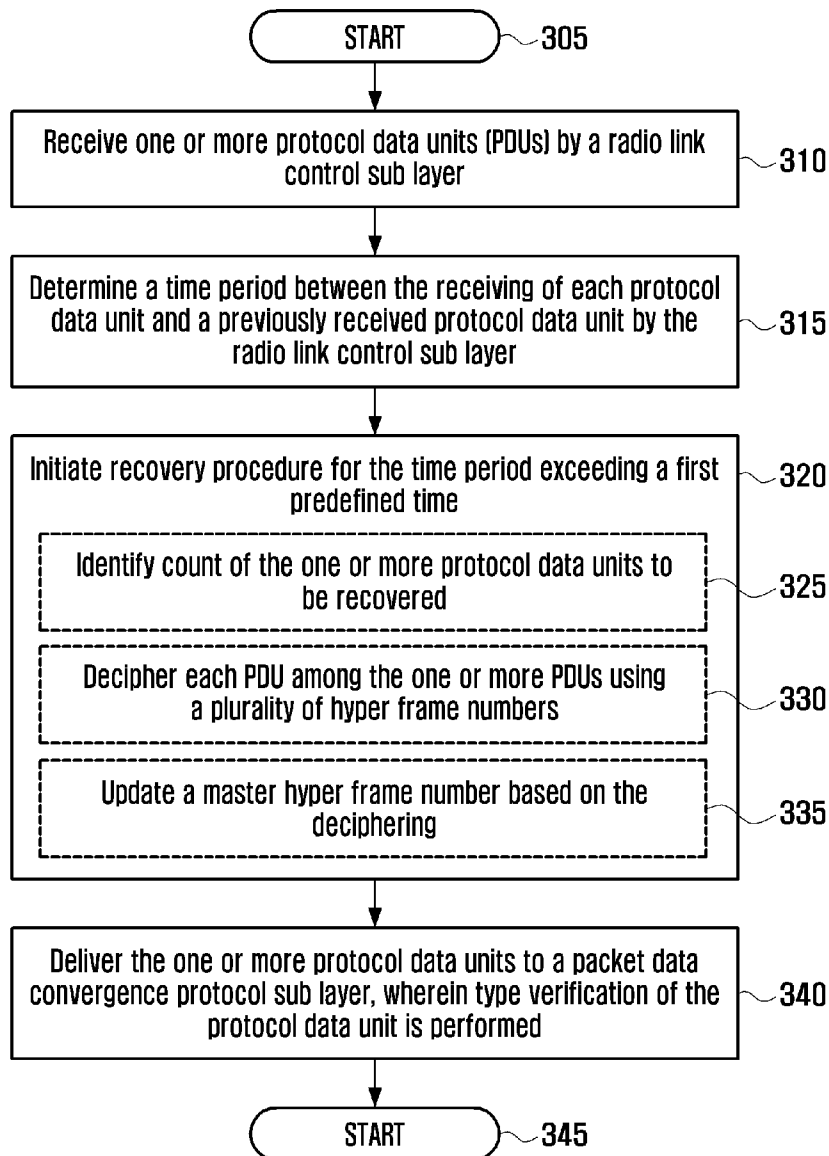 START
305
Receive one or more protocol data units (PDUs) by a radio link
control sub layer
310
Determine a time period between the receiving of each protocol
data unit and a previously received protocol data unit by the
radio link control sub layer
315
Initiate recovery procedure for the time period exceeding a first
predefined time
320
Identify count of the one or more protocol data units to
be recovered
325
Decipher each PDU among the one or more PDUs using
a plurality of hyper frame numbers
330
Update a master hyper frame number based on the
deciphering
335
Deliver the one or more protocol data units to a packet data
convergence protocol sub layer, wherein type verification of the
protocol data unit is performed
340
START
345